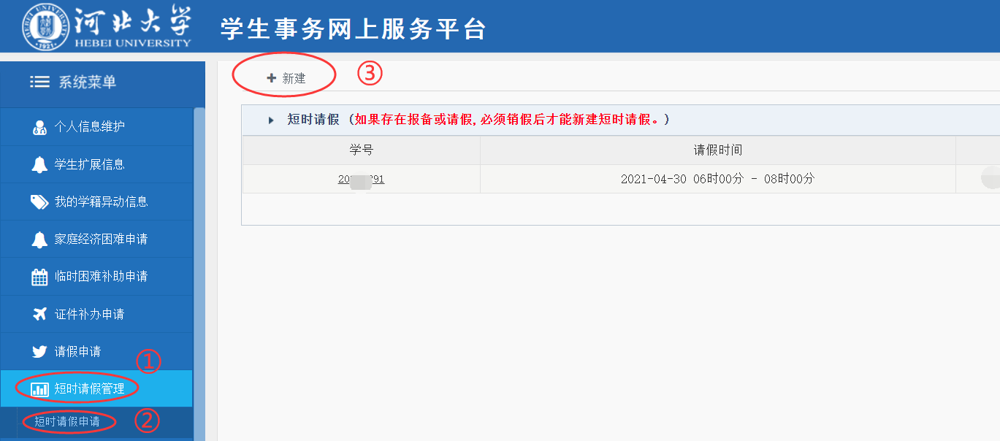 河北大学
HEBEI UNIVERSITY
HEBEI UNIVERSITY
1921
学生事务网上服务平台
系统菜单
个人信息维护
学生扩展信息
我的学籍异动信息
家庭经济困难申请
临时困难补助申请
证件补办申请
请假申请
①
短时请假管理
短时请假申请
②
新建
③
短时请假 (如果存在报备或请假,必须销假后才能新建短时请假。)
学号 请假时间
20 291 2021-04-30 06时00分 - 08时00分